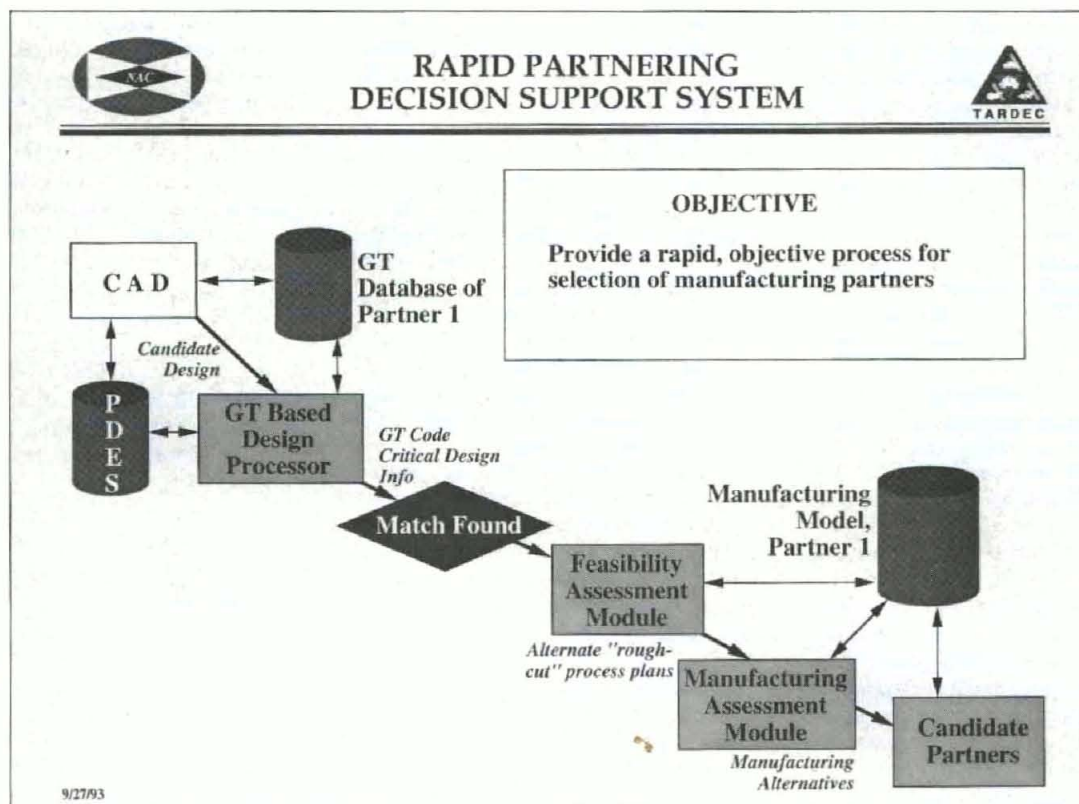 NAC
RAPID PARTNERING
DECISION SUPPORT SYSTEM
TARDEC
OBJECTIVE
Provide a rapid, objective process for
selection of manufacturing partners
C A D
GT
Database of
Partner 1
Candidate
Design
P
D
E
S
GT Based
Design
Processor
GT Code
Critical Design
Info
Match Found
Manufacturing
Model,
Partner 1
Feasibility
Assessment
Module
Alternate "rough-
cut" process plans
Manufacturing
Assessment
Module
Candidate
Partners
Manufacturing
Alternatives
9/27/93